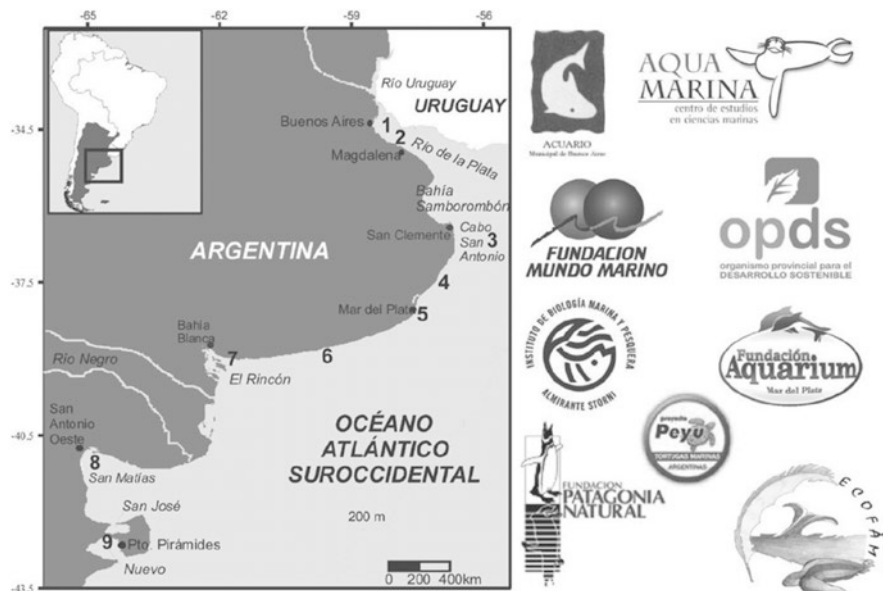 -65
-62
-59
-56
-34.5
-37.5
-40.5
-43.5
Río Uruguay
URUGUAY
Buenos Aires
1
2
Río de la Plata
Magdalena
Bahía
Samborombón
San Clemente
Cabo
San
Antonio
3
ARGENTINA
4
Mar del Plata
5
Bahía
Blanca
7
6
Río Negro
El Rincón
San
Antonio
Oeste
OCÉANO
ATLÁNTICO
SUROCCIDENTAL
8
San Matías
San José
200 m
9
Pto. Pirámides
Nuevo
0 200 400km
ACUARIO
Municipal de Buenos Aires
AQUA
MARINA
centro de estudios
en ciencias marinas
FUNDACION
MUNDO MARINO
opds
organismo provincial para el
DESARROLLO SOSTENIBLE
INSTITUTO DE BIOLOGÍA MARINA Y PESQUERA
ALMIRANTE STORNI
Fundación
Aquarium
Mar del Plata
proyecto
Peyu
TORTUGAS MARINAS
ARGENTINAS
FUNDACION
PATAGONIA
NATURAL
ECOFAM